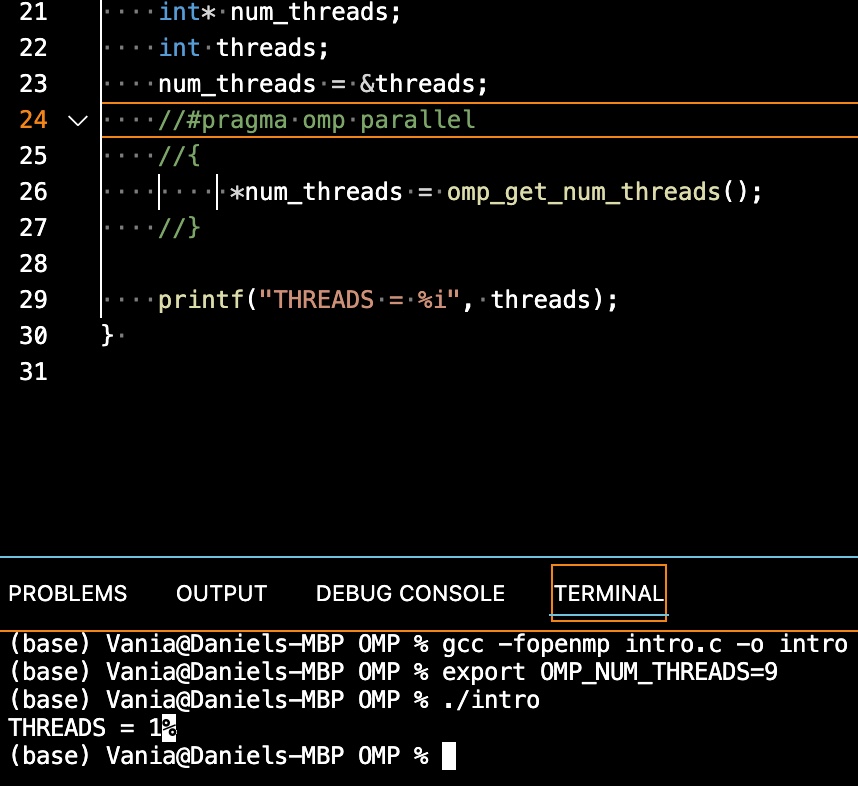 21 int* num_threads;
22 int threads;
23 num_threads = &threads;
24 //#pragma omp parallel
25 //{
26 *num_threads = omp_get_num_threads();
27 //}
28
29 printf("THREADS = %i", threads);
30 }
31
PROBLEMS OUTPUT DEBUG CONSOLE TERMINAL
(base) Vania@Daniels-MBP OMP % gcc -fopenmp intro.c -o intro
(base) Vania@Daniels-MBP OMP % export OMP_NUM_THREADS=9
(base) Vania@Daniels-MBP OMP % ./intro
THREADS = 1%
(base) Vania@Daniels-MBP OMP %